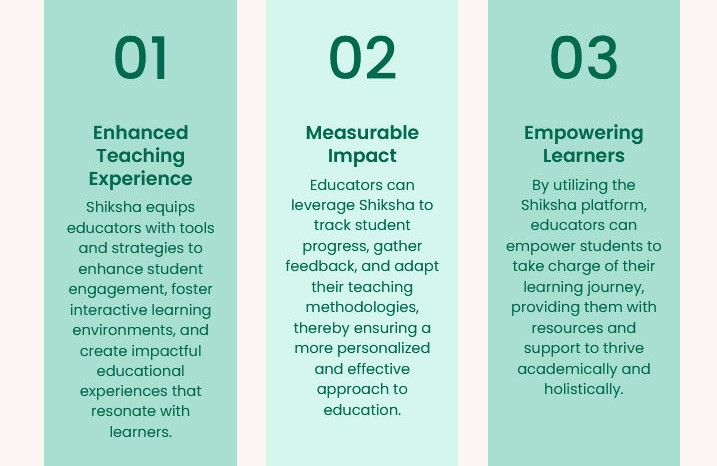 01
Enhanced
Teaching
Experience
Shiksha equips
educators with tools
and strategies to
enhance student
engagement, foster
interactive learning
environments, and
create impactful
educational
experiences that
resonate with
learners.
02
Measurable
Impact
Educators can
leverage Shiksha to
track student
progress, gather
feedback, and adapt
their teaching
methodologies,
thereby ensuring a
more personalized
and effective
approach to
education.
03
Empowering
Learners
By utilizing the
Shiksha platform,
educators can
empower students to
take charge of their
learning journey,
providing them with
resources and
support to thrive
academically and
holistically.